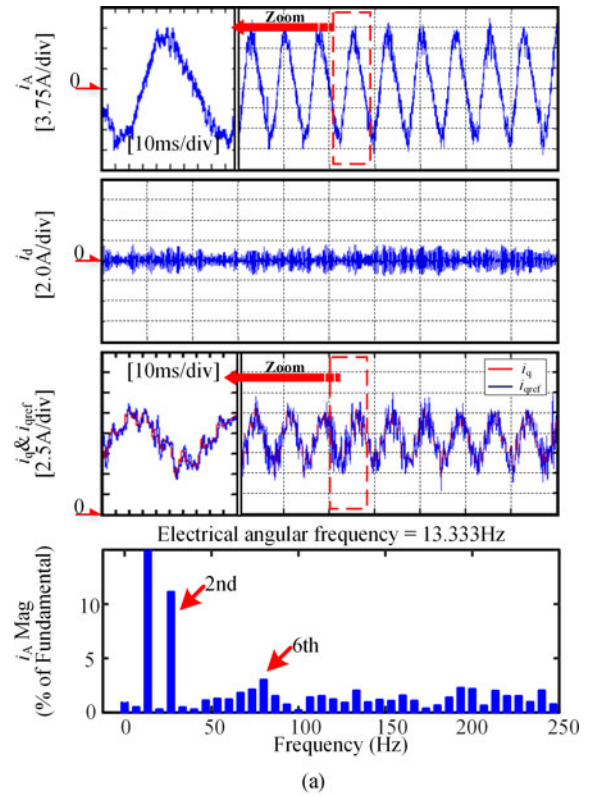 Zoom
i_A
[3.75A/div]
0
[10ms/div]
i_d
[2.0A/div]
0
[10ms/div]
Zoom
i_q
i_qref
i_q& i_qref
[2.5A/div]
0
Electrical angular frequency = 13.333Hz
i_A Mag
(% of Fundamental)
10
5
0
2nd
6th
0 50 100 150 200 250
Frequency (Hz)
(a)